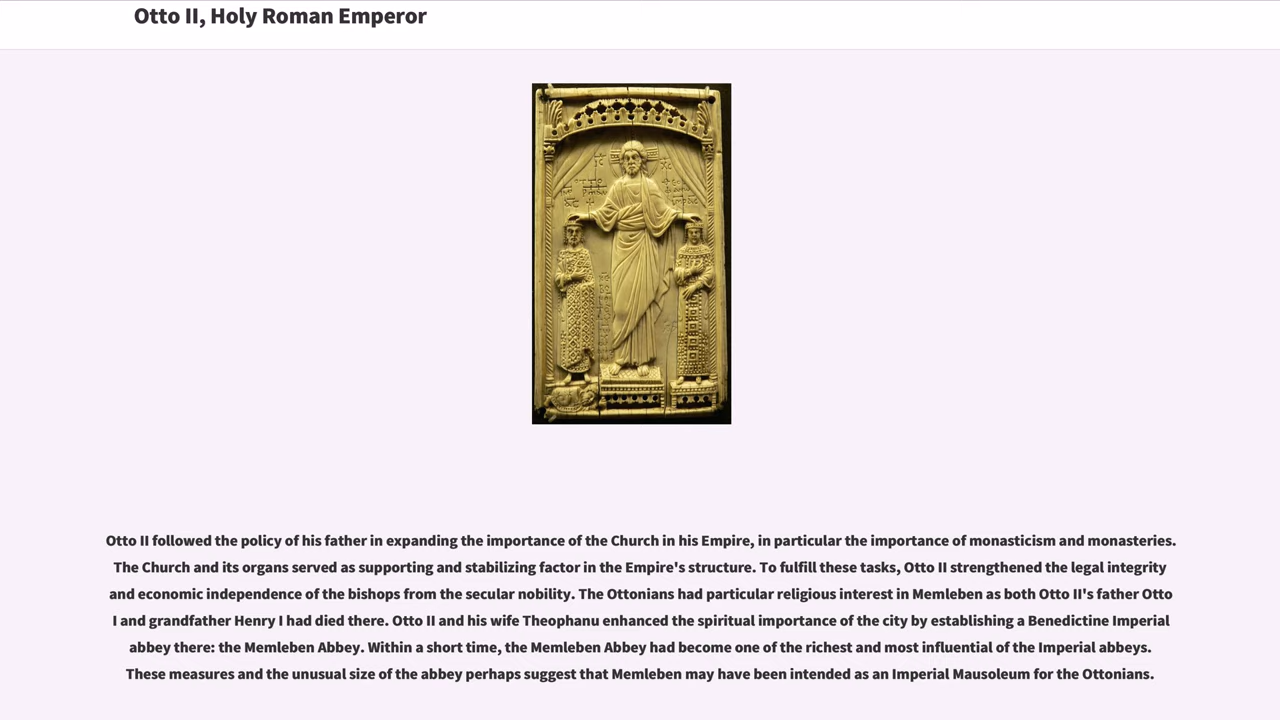 Otto II, Holy Roman Emperor
Otto II followed the policy of his father in expanding the importance of the Church in his Empire, in particular the importance of monasticism and monasteries.
The Church and its organs served as supporting and stabilizing factor in the Empire's structure. To fulfill these tasks, Otto II strengthened the legal integrity
and economic independence of the bishops from the secular nobility. The Ottonians had particular religious interest in Memleben as both Otto II's father Otto
I and grandfather Henry I had died there. Otto II and his wife Theophanu enhanced the spiritual importance of the city by establishing a Benedictine Imperial
abbey there: the Memleben Abbey. Within a short time, the Memleben Abbey had become one of the richest and most influential of the Imperial abbeys.
These measures and the unusual size of the abbey perhaps suggest that Memleben may have been intended as an Imperial Mausoleum for the Ottonians.